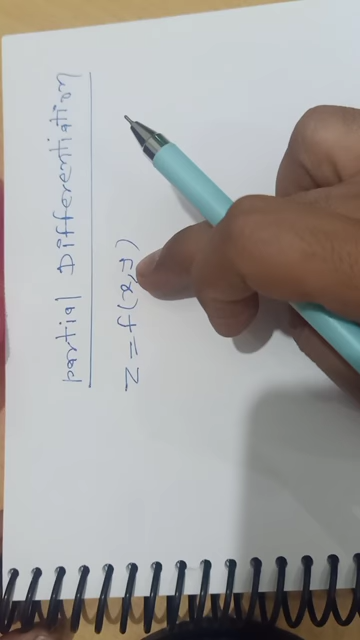 partial Differentiation
Z = f(x,y)